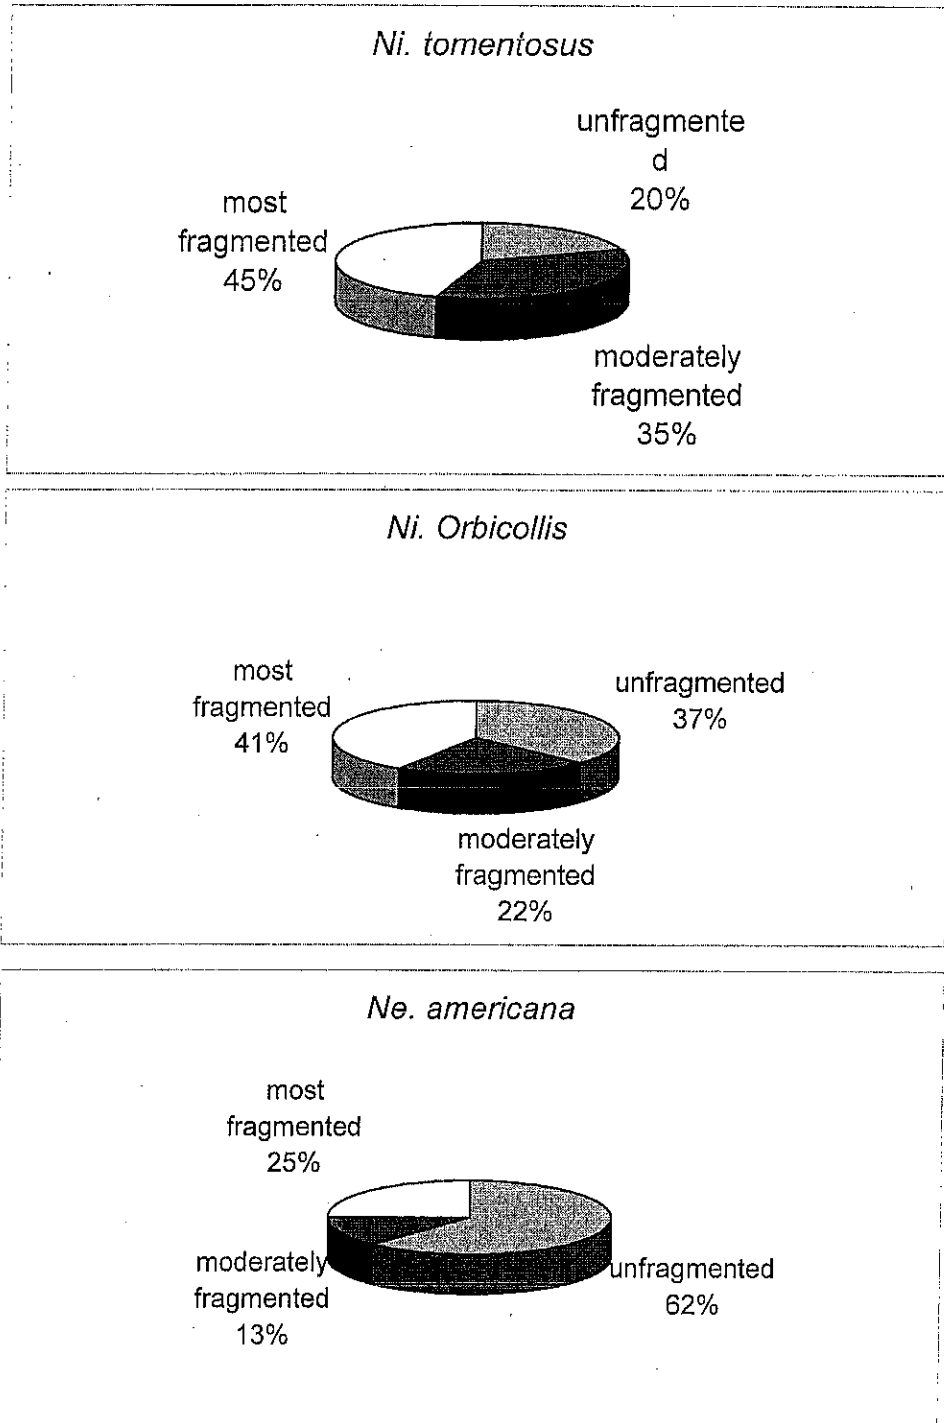 Ni. tomentosus
unfragmente
d
20%
most
fragmented
45%
moderately
fragmented
35%
Ni. Orbicollis
most
fragmented
41%
unfragmented
37%
moderately
fragmented
22%
Ne. americana
most
fragmented
25%
moderately
fragmented
13%
unfragmented
62%